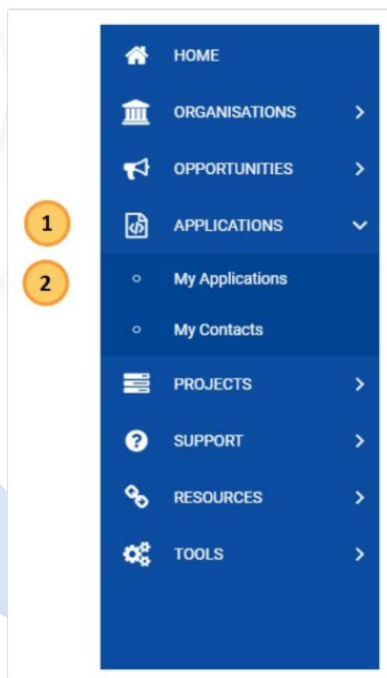 HOME
ORGANISATIONS
OPPORTUNITIES
1 APPLICATIONS
2 My Applications
My Contacts
PROJECTS
SUPPORT
RESOURCES
TOOLS